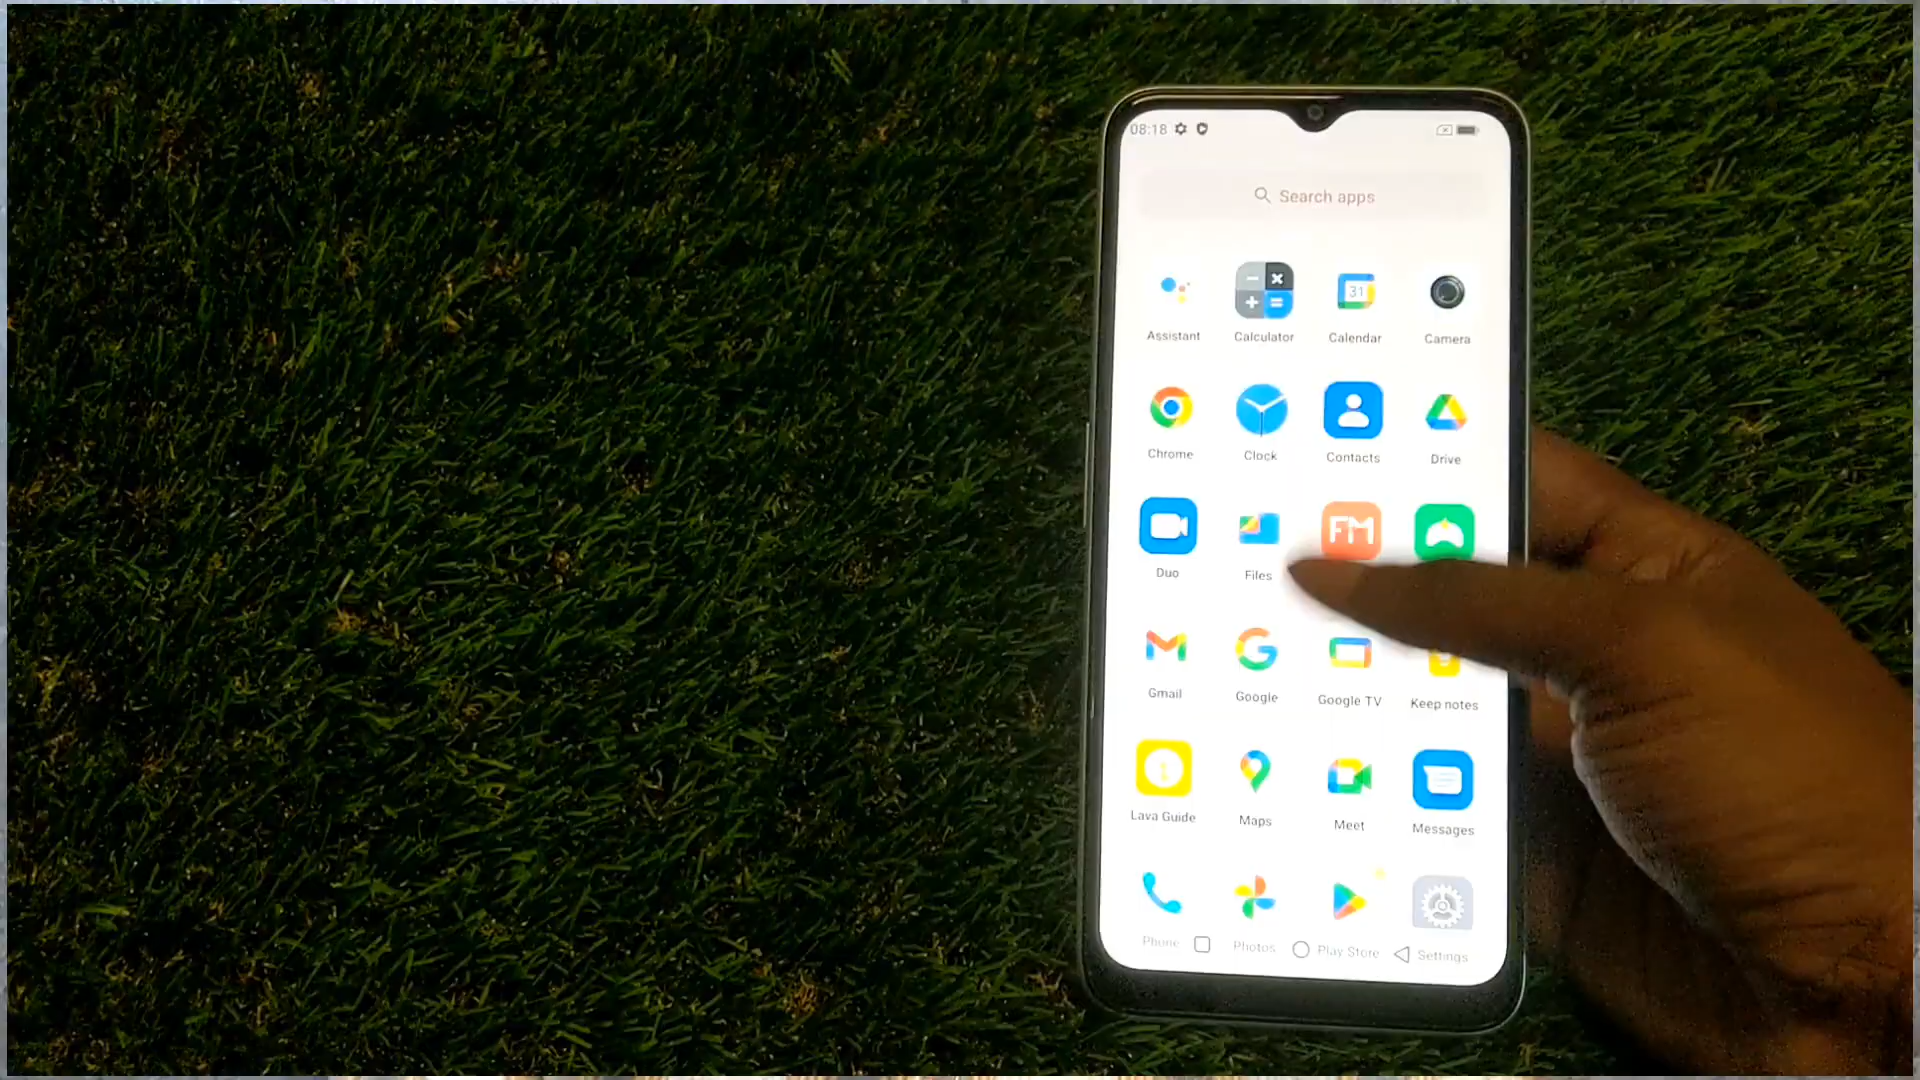 08:18
Search apps
Assistant Calculator Calendar Camera
31
Chrome Clock Contacts Drive
FM
Duo Files
Gmail Google Google TV Keep notes
Lava Guide Maps Meet Messages
Phone Photos Play Store Settings